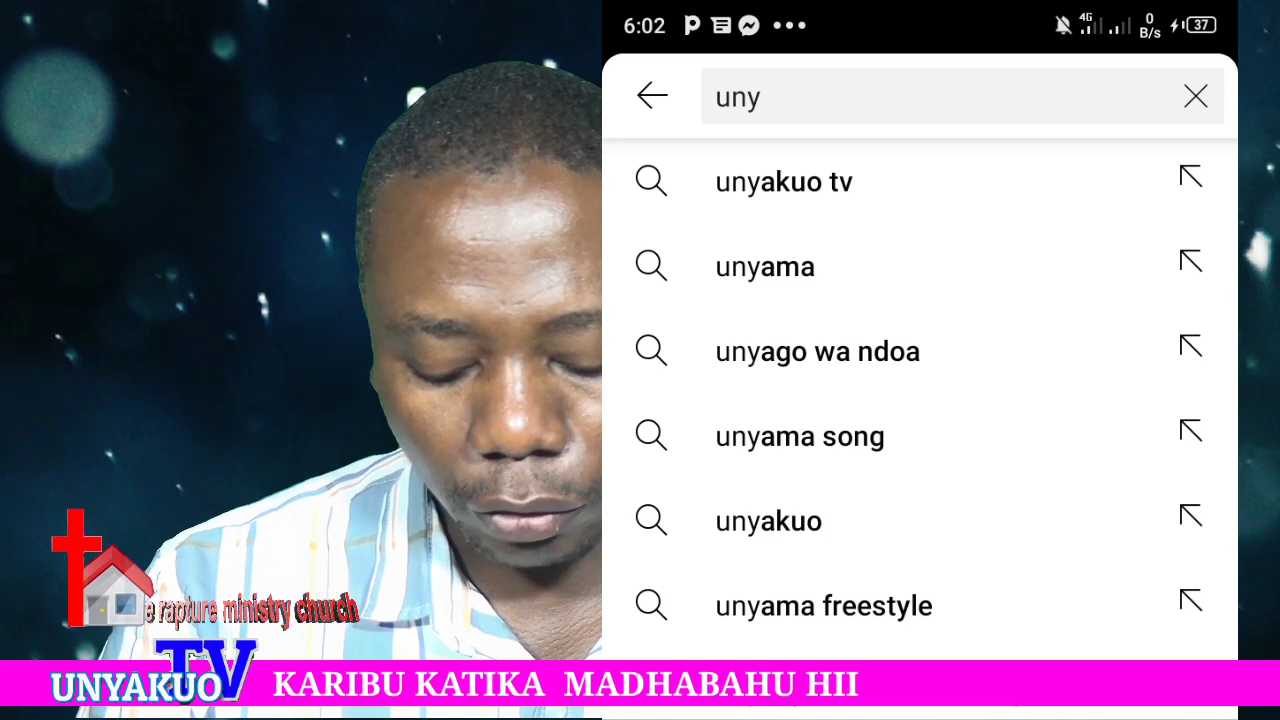 6:02
4G
0
B/s
37
uny
unyakuo tv
unyama
unyago wa ndoa
unyama song
unyakuo
unyama freestyle
e rapture ministry church
TV
UNYAKUO
KARIBU KATIKA MADHABAHU HII